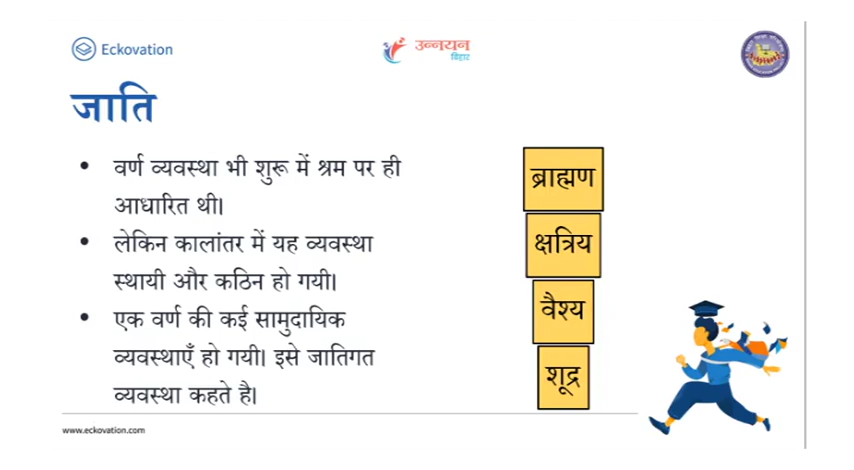 Eckovation
उन्नयन
बिहार
जाति
• वर्ण व्यवस्था भी शुरू में श्रम पर ही
आधारित थी।
• लेकिन कालांतर में यह व्यवस्था
स्थायी और कठिन हो गयी।
• एक वर्ण की कई सामुदायिक
व्यवस्थाएँ हो गयी। इसे जातिगत
व्यवस्था कहते है।
ब्राह्मण
क्षत्रिय
वैश्य
शूद्र
www.eckovation.com